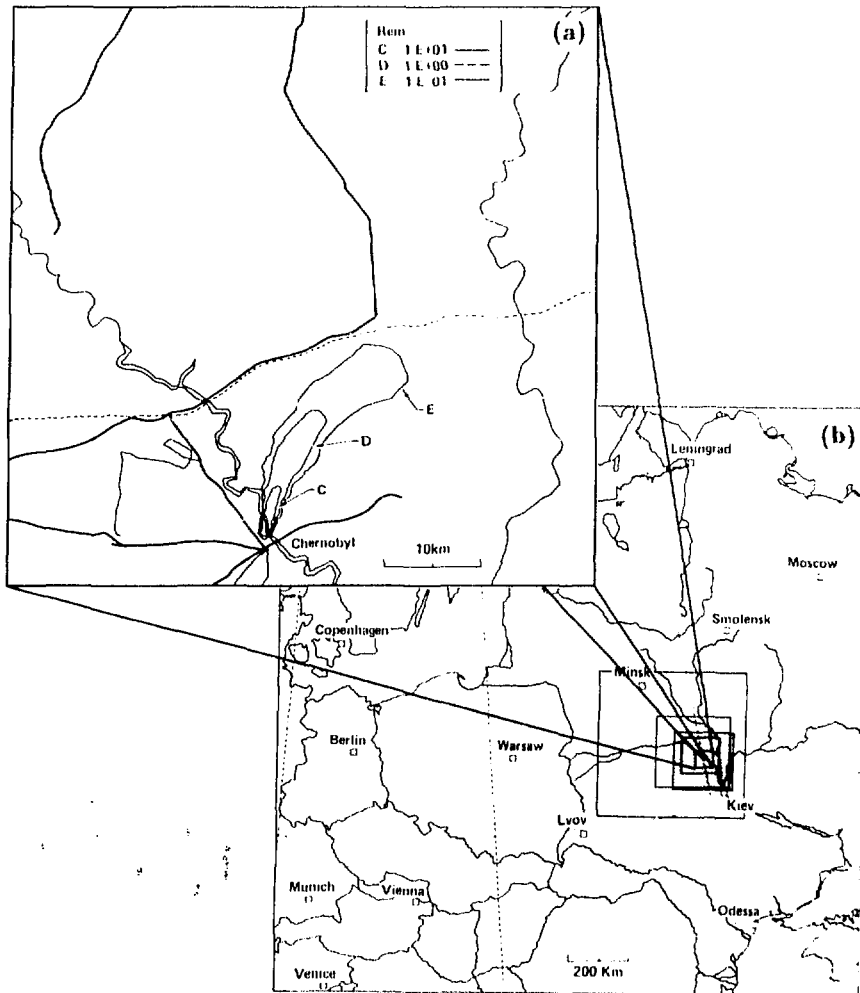 (a)
Rem
C 1 E+01
D 1 E+00
E 1 E 01
E
D
C
Chernobyl
10km
(b)
Leningrad
Moscow
Smolensk
Copenhagen
Minsk
Berlin
Warsaw
Kiev
Lvov
Munich
Vienna
Odessa
200 Km
Venice